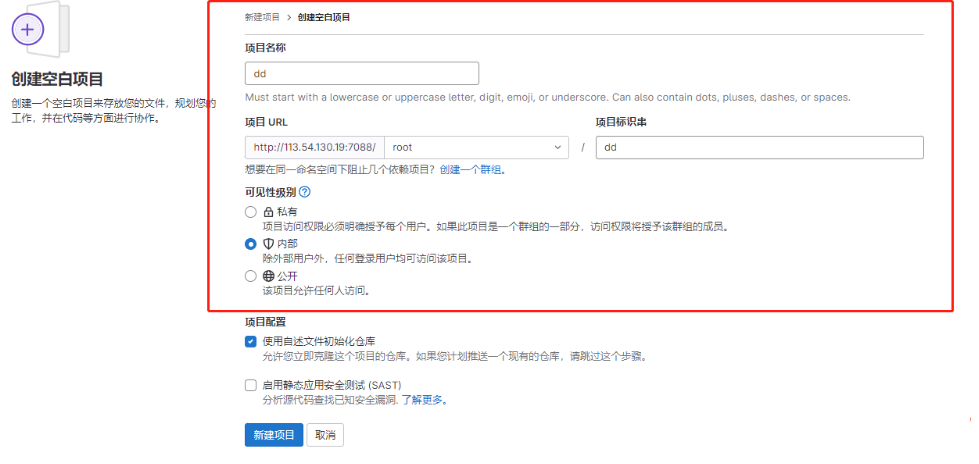 新建项目 > 创建空白项目
创建空白项目
创建一个空白项目来存放您的文件，规划您的
工作，并在代码等方面进行协作。
项目名称
dd
Must start with a lowercase or uppercase letter, digit, emoji, or underscore. Can also contain dots, pluses, dashes, or spaces.
项目 URL
项目标识串
http://113.54.130.19:7088/ root / dd
想要在同一命名空间下阻止几个依赖项目？创建一个群组。
可见性级别
私有
项目访问权限必须明确授予每个用户。如果此项目是一个群组的一部分，访问权限将授予该群组的成员。
内部
除外部用户外，任何登录用户均可访问该项目。
公开
该项目允许任何人访问。
项目配置
使用自述文件初始化仓库
允许您立即克隆这个项目的仓库。如果您计划推送一个现有的仓库，请跳过这个步骤。
启用静态应用安全测试 (SAST)
分析源代码查找已知安全漏洞. 了解更多。
新建项目 取消